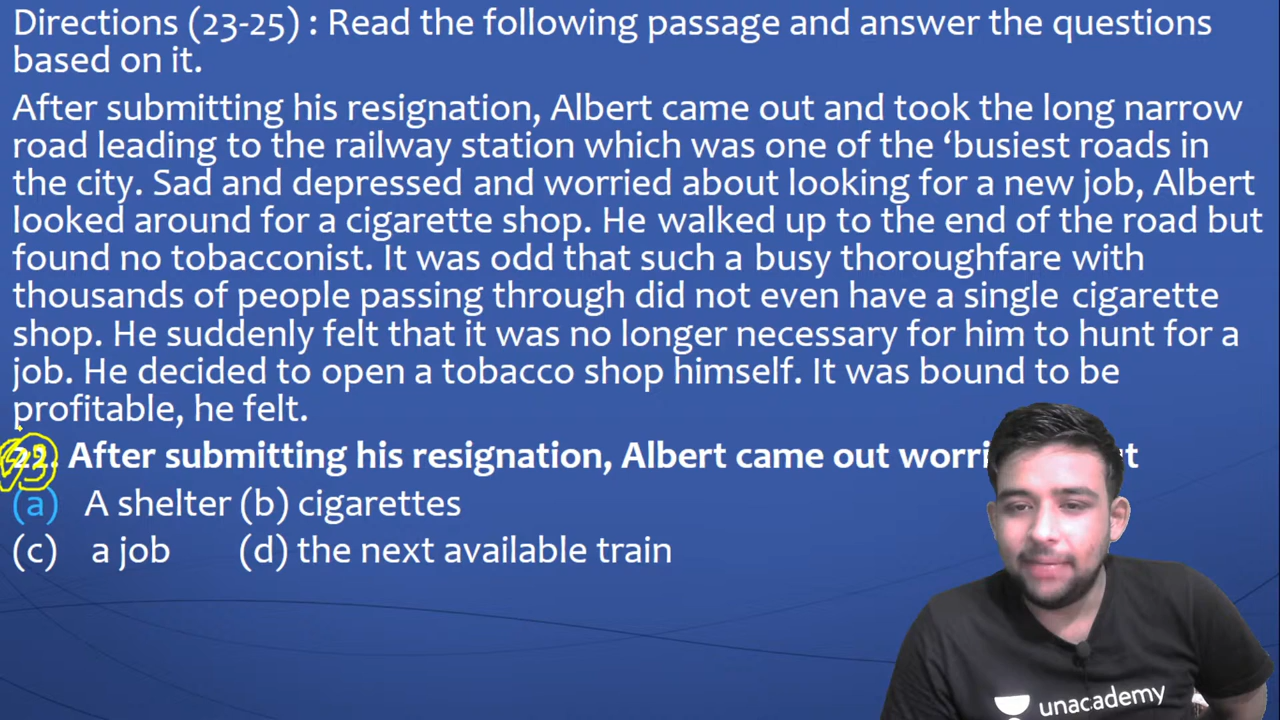 Directions (23-25) : Read the following passage and answer the questions
based on it.
After submitting his resignation, Albert came out and took the long narrow
road leading to the railway station which was one of the ‘busiest roads in
the city. Sad and depressed and worried about looking for a new job, Albert
looked around for a cigarette shop. He walked up to the end of the road but
found no tobacconist. It was odd that such a busy thoroughfare with
thousands of people passing through did not even have a single cigarette
shop. He suddenly felt that it was no longer necessary for him to hunt for a
job. He decided to open a tobacco shop himself. It was bound to be
profitable, he felt.
After submitting his resignation, Albert came out
(a) A shelter (b) cigarettes
(c) a job (d) the next available train
unacademy